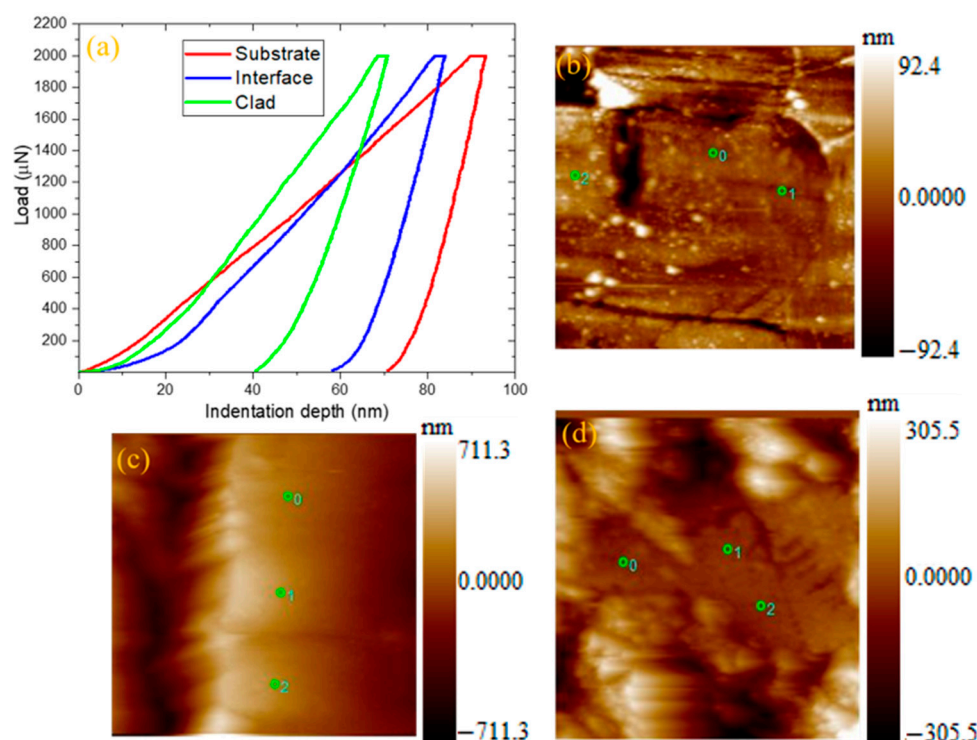 (a)
Substrate
Interface
Clad
2200
2000
1800
1600
1400
1200
1000
800
600
400
200
Load (μN)
0
20
40
60
80
100
Indentation depth (nm)
(b)
0
1
2
nm
92.4
0.0000
−92.4
(c)
0
1
2
nm
711.3
0.0000
−711.3
(d)
0
1
2
nm
305.5
0.0000
−305.5